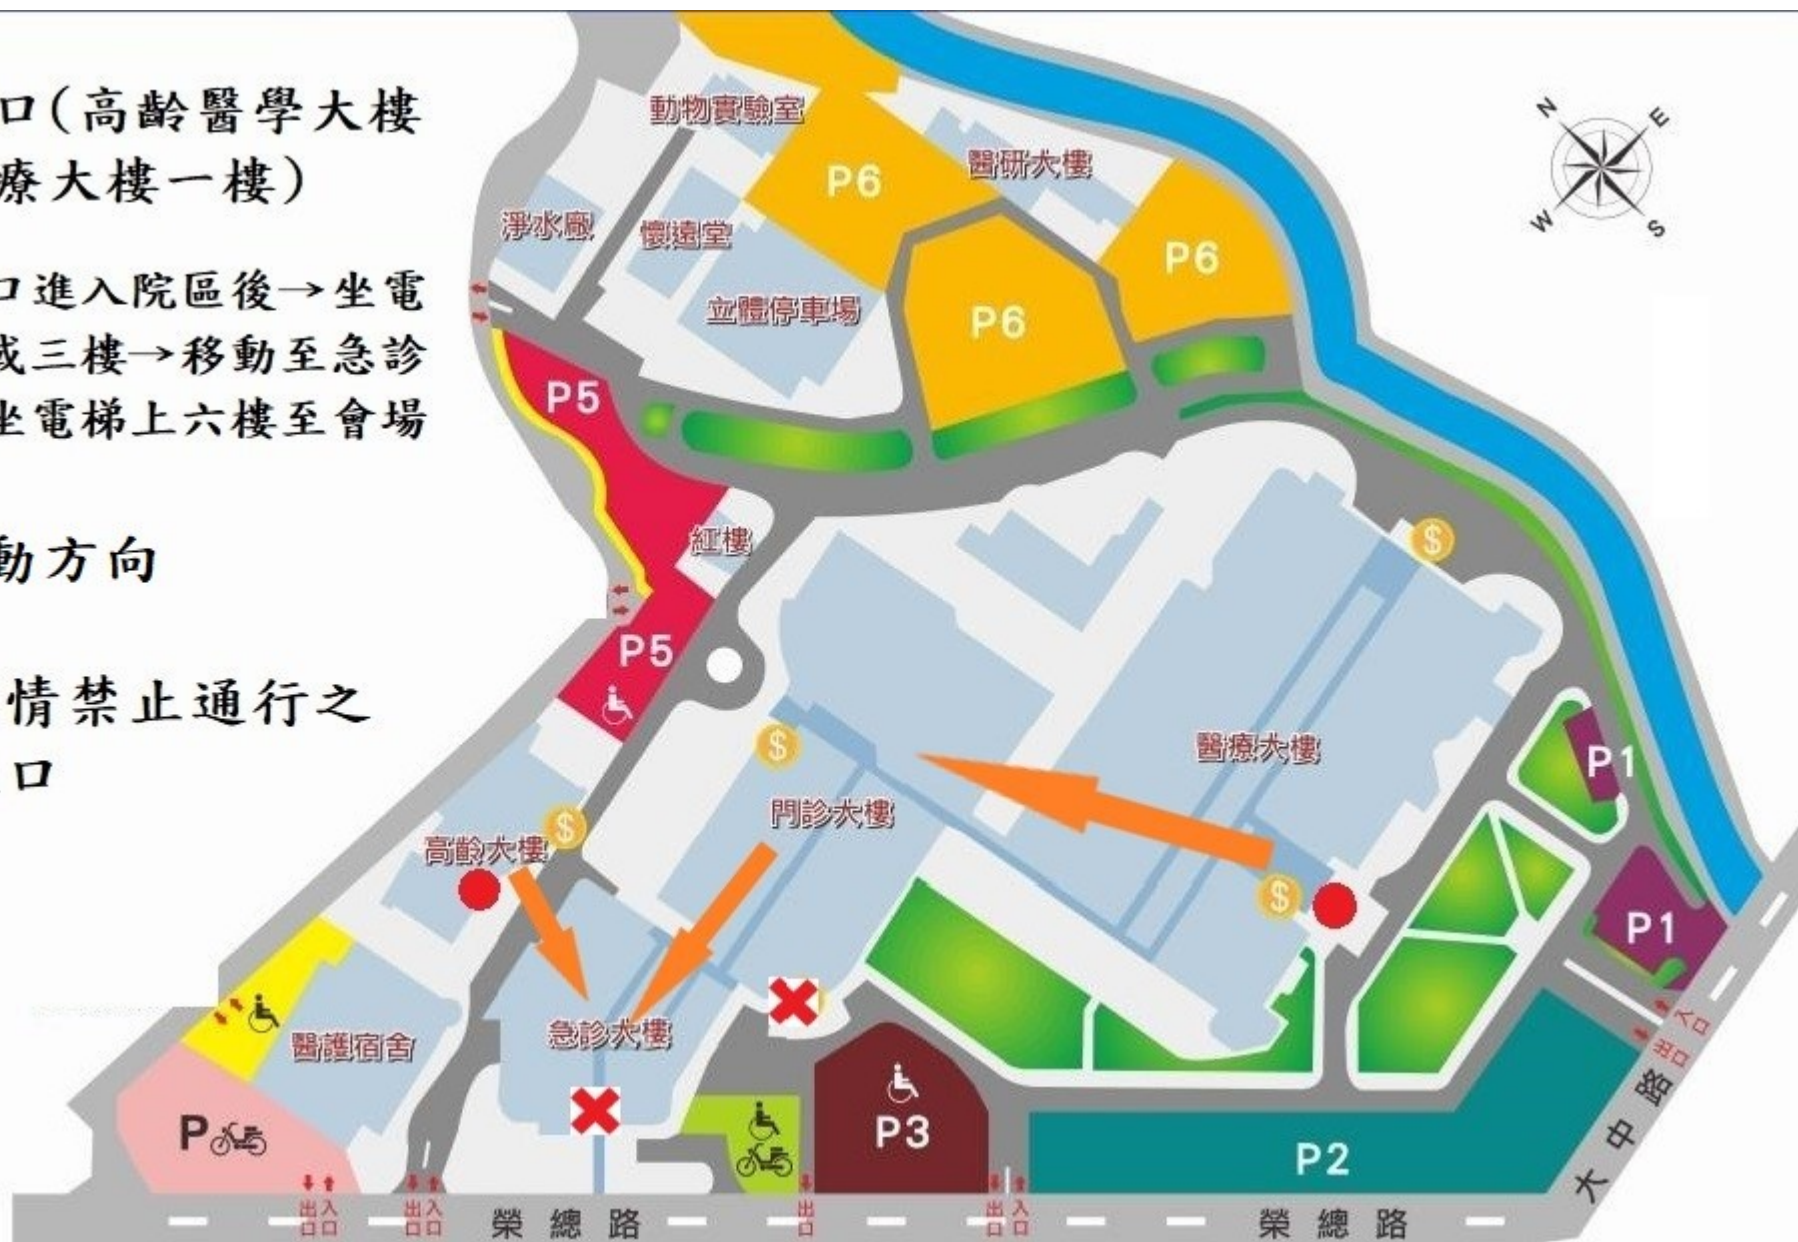 口(高齡醫學大樓
療大樓一樓)
口進入院區後→坐電
或三樓→移動至急診
坐電梯上六樓至會場
動方向
情禁止通行之
口
N
E
W
S
動物實驗室
P6
醫研大樓
淨水廠
懷遠堂
P6
立體停車場
P6
P5
紅樓
$
P5
$
醫療大樓
P1
門診大樓
$
高齡大樓
$
P1
急診大樓
醫護宿舍
入口
出口
大中路
P
P3
P2
出口
入口
出口
入口
榮總路
出口
出口
入口
榮總路